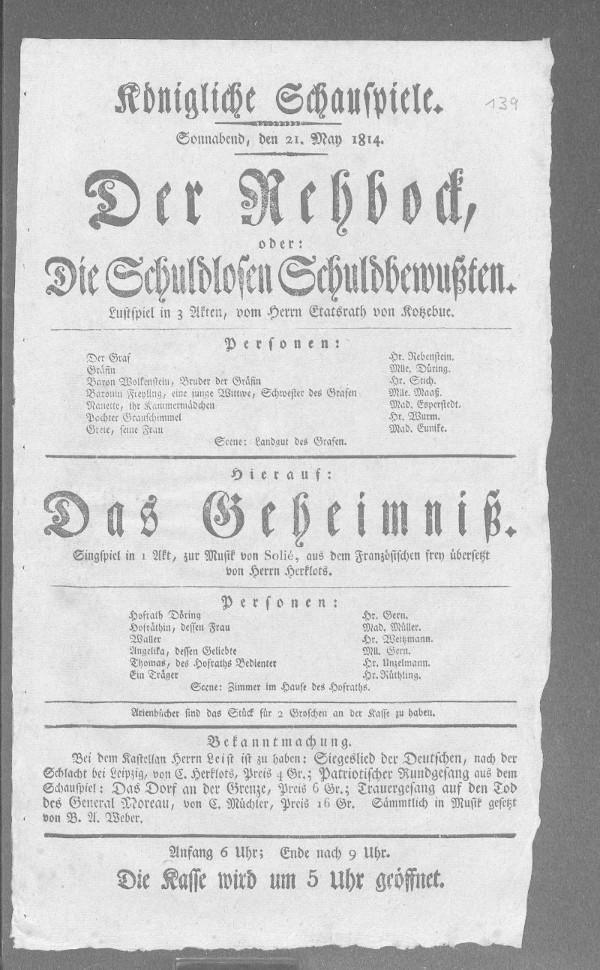 Königliche Schauspiele.
139
Sonnabend, den 21. May 1814.
Der Rehbock,
oder:
Die Schuldlosen Schuldbewußten.
Lustspiel in 3 Akten, vom Herrn Etatsrath von Kotzebue.
Personen:
Der Graf Hr. Rebenstein.
Gräfin Mlle. Düring.
Baron Wolkenstein, Bruder der Gräfin Hr. Stich.
Baronin Freyling, eine junge Wittwe, Schwester des Grafen Mlle. Maaß.
Nanette, ihr Kammermädchen Mad. Esperstedt.
Pachter Grauschimmel Hr. Wurm.
Grete, seine Frau Mad. Eunike.
Scene: Landgut des Grafen.
Hierauf:
Das Geheimniß.
Singspiel in 1 Akt, zur Musik von Solié, aus dem Französischen frey übersetzt
von Herrn Herklots.
Personen:
Hofrath Döring Hr. Gern.
Hofräthin, dessen Frau Mad. Müller.
Waller Hr. Weitzmann.
Angelika, dessen Geliebte Mll. Gern.
Thomas, des Hofraths Bedienter Hr. Unzelmann.
Ein Träger Hr. Rüthling.
Scene: Zimmer im Hause des Hofraths.
Arienbücher sind das Stück für 2 Groschen an der Kasse zu haben.
Bekanntmachung.
Bei dem Kastellan Herrn Leist ist zu haben: Siegeslied der Deutschen, nach der
Schlacht bei Leipzig, von C. Herklots, Preis 4 Gr.; Patriotischer Rundgesang aus dem
Schauspiel: Das Dorf an der Grenze, Preis 6 Gr.; Trauergesang auf den Tod
des General Moreau, von C. Müchler, Preis 16 Gr. Sämmtlich in Musik gesetzt
von B. A. Weber.
Anfang 6 Uhr; Ende nach 9 Uhr.
Die Kasse wird um 5 Uhr geöffnet.